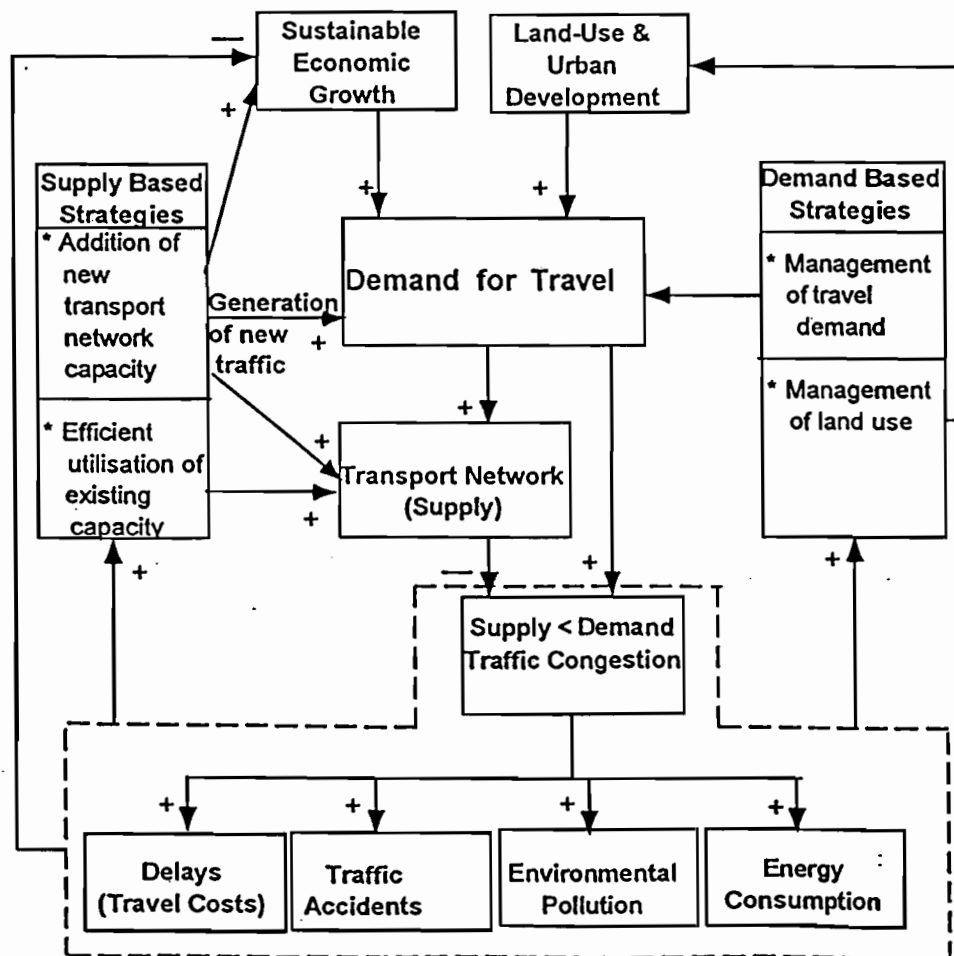 —
Sustainable
Economic
Growth
Land-Use &
Urban
Development
+
+
+
Supply Based
Strategies
* Addition of
new
transport
network
capacity
* Efficient
utilisation of
existing
capacity
Generation
of new
traffic
+
Demand for Travel
Demand Based
Strategies
* Management
of travel
demand
* Management
of land use
+
+
+
Transport Network
(Supply)
+
—
+
+
Supply < Demand
Traffic Congestion
+
+
+
+
+
Delays
(Travel Costs)
Traffic
Accidents
Environmental
Pollution
Energy
Consumption